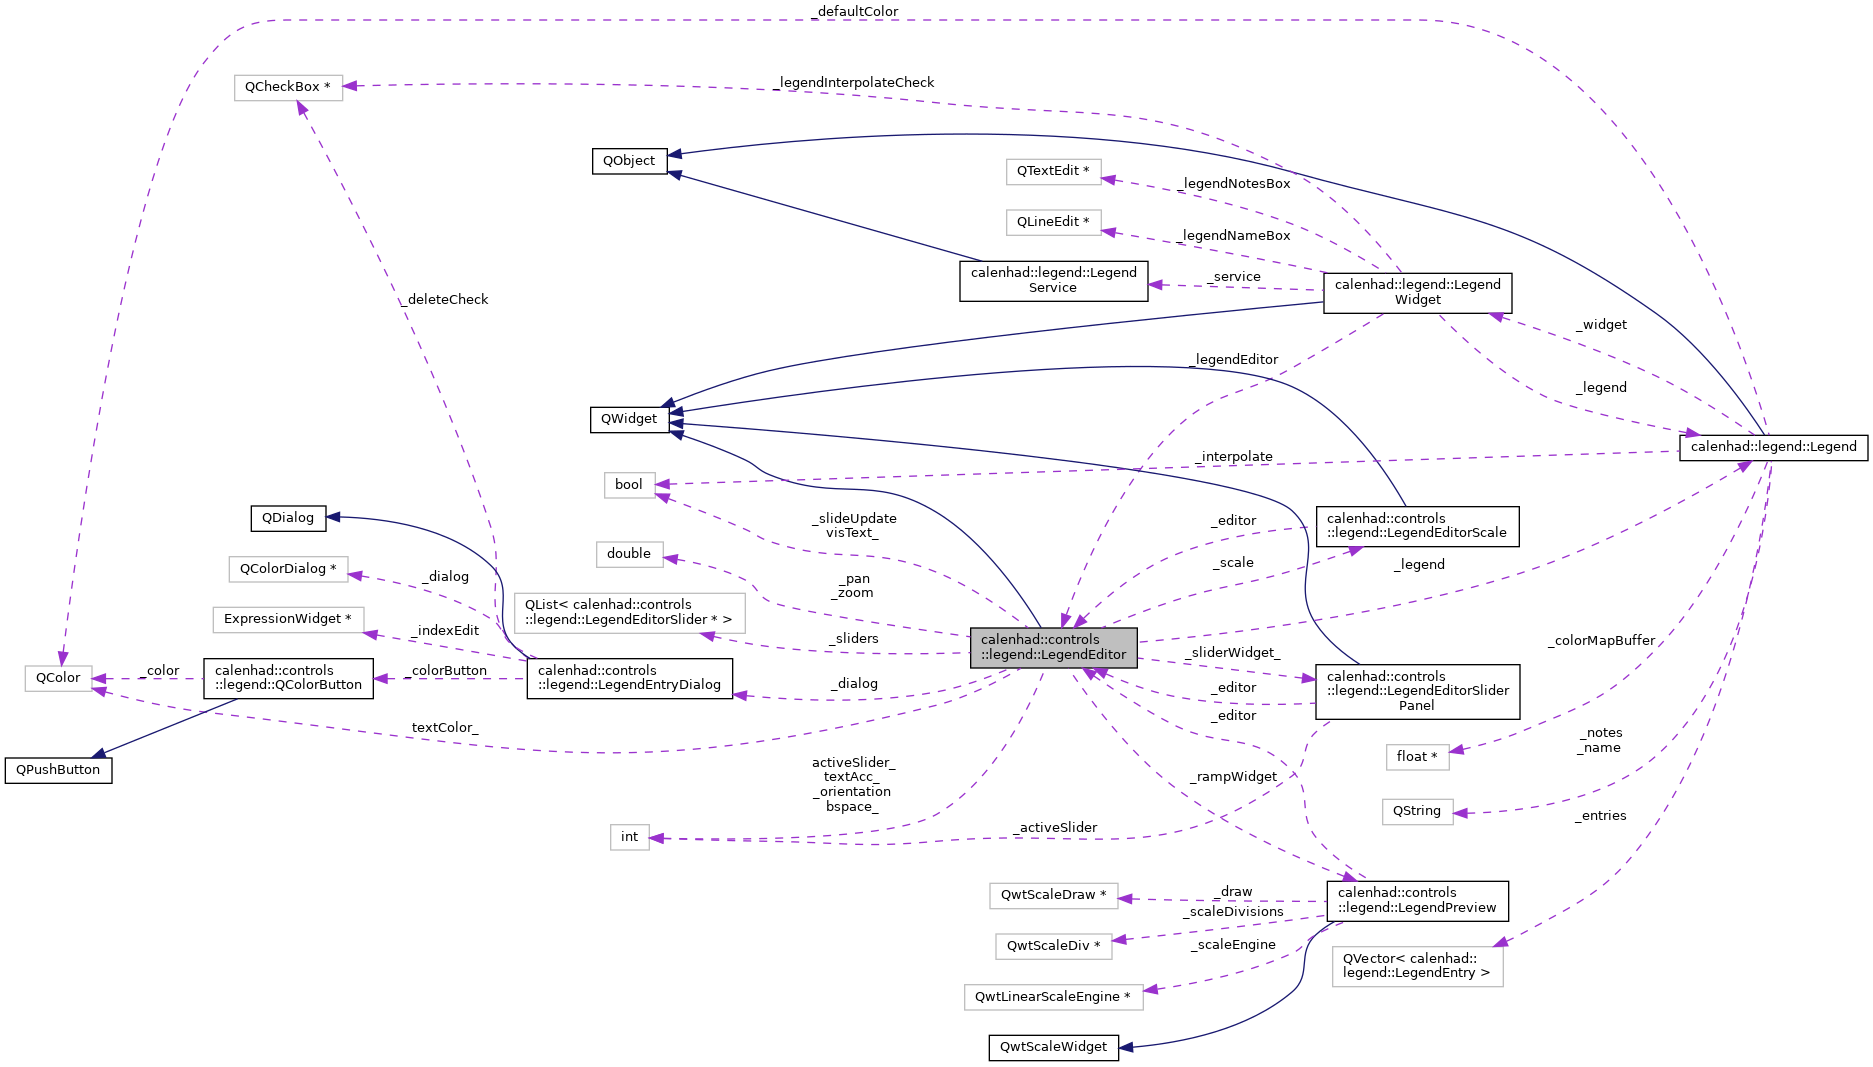 _defaultColor
_legendInterpolateCheck
QCheckBox *
QObject
QTextEdit *
_legendNotesBox
QLineEdit *
_legendNameBox
calenhad::legend::Legend
Service
_service
calenhad::legend::Legend
Widget
_deleteCheck
_widget
_legendEditor
_legend
QWidget
calenhad::legend::Legend
_interpolate
bool
QDialog
_slideUpdate
visText_
_editor
calenhad::controls
::legend::LegendEditorScale
double
_scale
_legend
QColorDialog *
_dialog
_pan
_zoom
QList< calenhad::controls
::legend::LegendEditorSlider * >
ExpressionWidget *
_indexEdit
_sliders
calenhad::controls
::legend::LegendEditor
_colorMapBuffer
_sliderWidget_
QColor
_color
calenhad::controls
::legend::QColorButton
_colorButton
calenhad::controls
::legend::LegendEntryDialog
_dialog
_editor
calenhad::controls
::legend::LegendEditorSlider
Panel
_editor
textColor_
_notes
_name
float *
QPushButton
activeSlider_
textAcc_
_orientation
bspace_
_rampWidget
QString
_entries
int
_activeSlider
QwtScaleDraw *
_draw
calenhad::controls
::legend::LegendPreview
_scaleDivisions
QwtScaleDiv *
_scaleEngine
QVector< calenhad::
legend::LegendEntry >
QwtLinearScaleEngine *
QwtScaleWidget